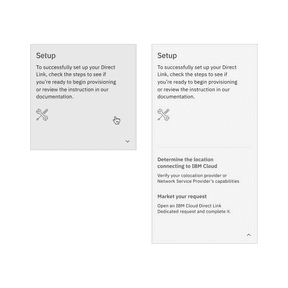 Setup
To successfully set up your Direct
Link, check the steps to see if
you're ready to begin provisioning
or review the instruction in our
documentation.
Setup
To successfully set up your Direct
Link, check the steps to see if
you're ready to begin provisioning
or review the instruction in our
documentation.
Determine the location
connecting to IBM Cloud
Verify your colocation provider or
Network Service Provider's capabilities
Market your request
Open an IBM Cloud Direct Link
Dedicated request and complete it.